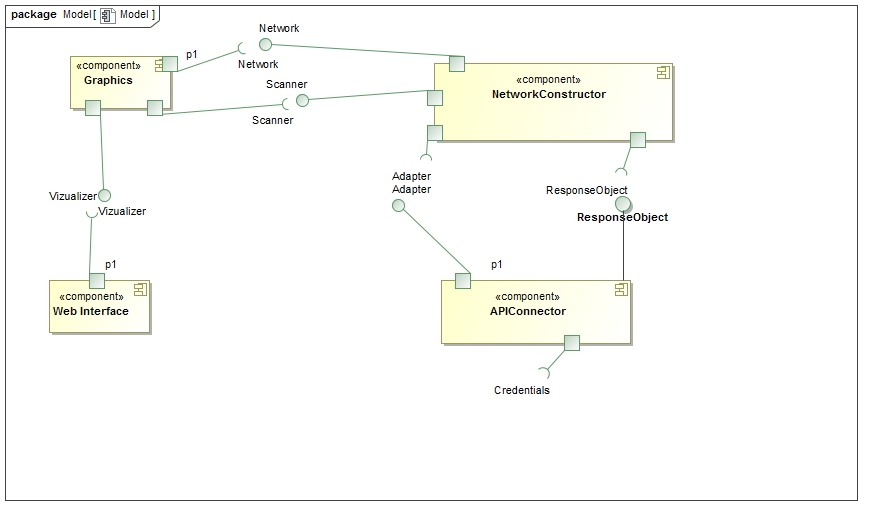 package Model[ Model ]
Network
p1
Network
«component»
Graphics
Scanner
Scanner
«component»
NetworkConstructor
Adapter
Adapter
ResponseObject
ResponseObject
Vizualizer
Vizualizer
p1
«component»
Web Interface
p1
«component»
APIConnector
Credentials